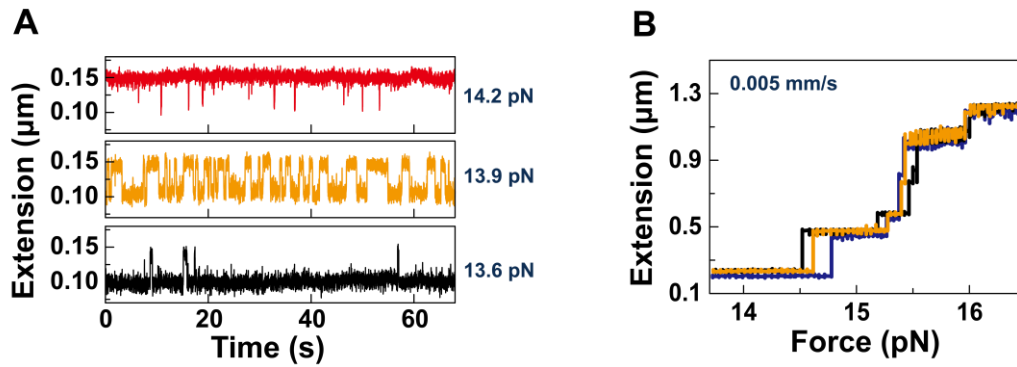 A
Extension (μm)
0.15
0.10
14.2 pN
0.15
0.10
13.9 pN
0.15
0.10
13.6 pN
0 20 40 60
Time (s)
B
0.005 mm/s
Extension (μm)
1.3
0.9
0.5
0.1
14 15 16
Force (pN)